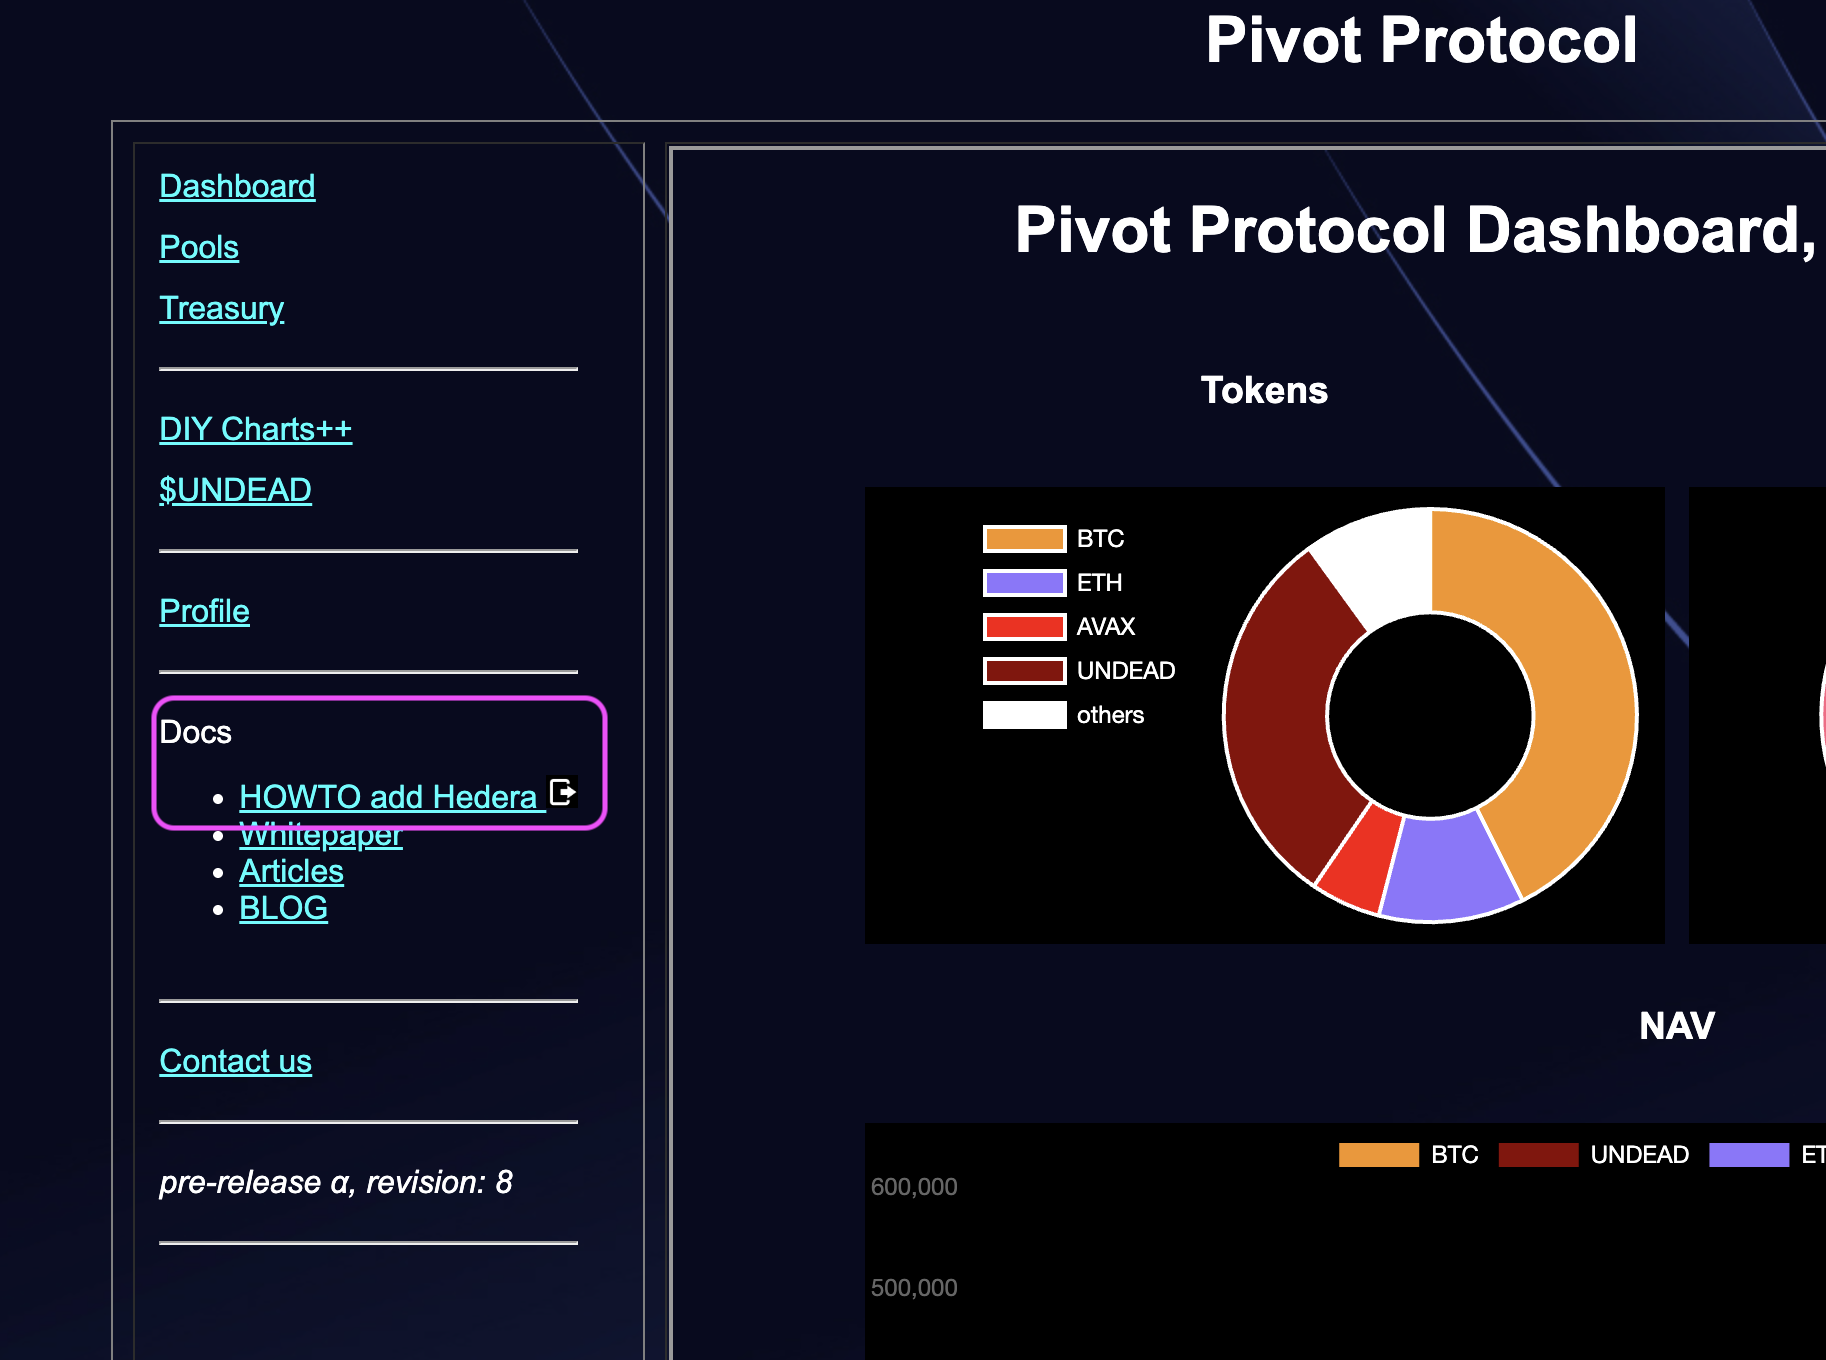 Pivot Protocol
Dashboard
Pools
Treasury
DIY Charts++
$UNDEAD
Profile
Docs
HOWTO add Hedera
Whitepaper
Articles
BLOG
Contact us
pre-release α, revision: 8
Pivot Protocol Dashboard,
Tokens
BTC
ETH
AVAX
UNDEAD
others
NAV
BTC UNDEAD ET
600,000
500,000